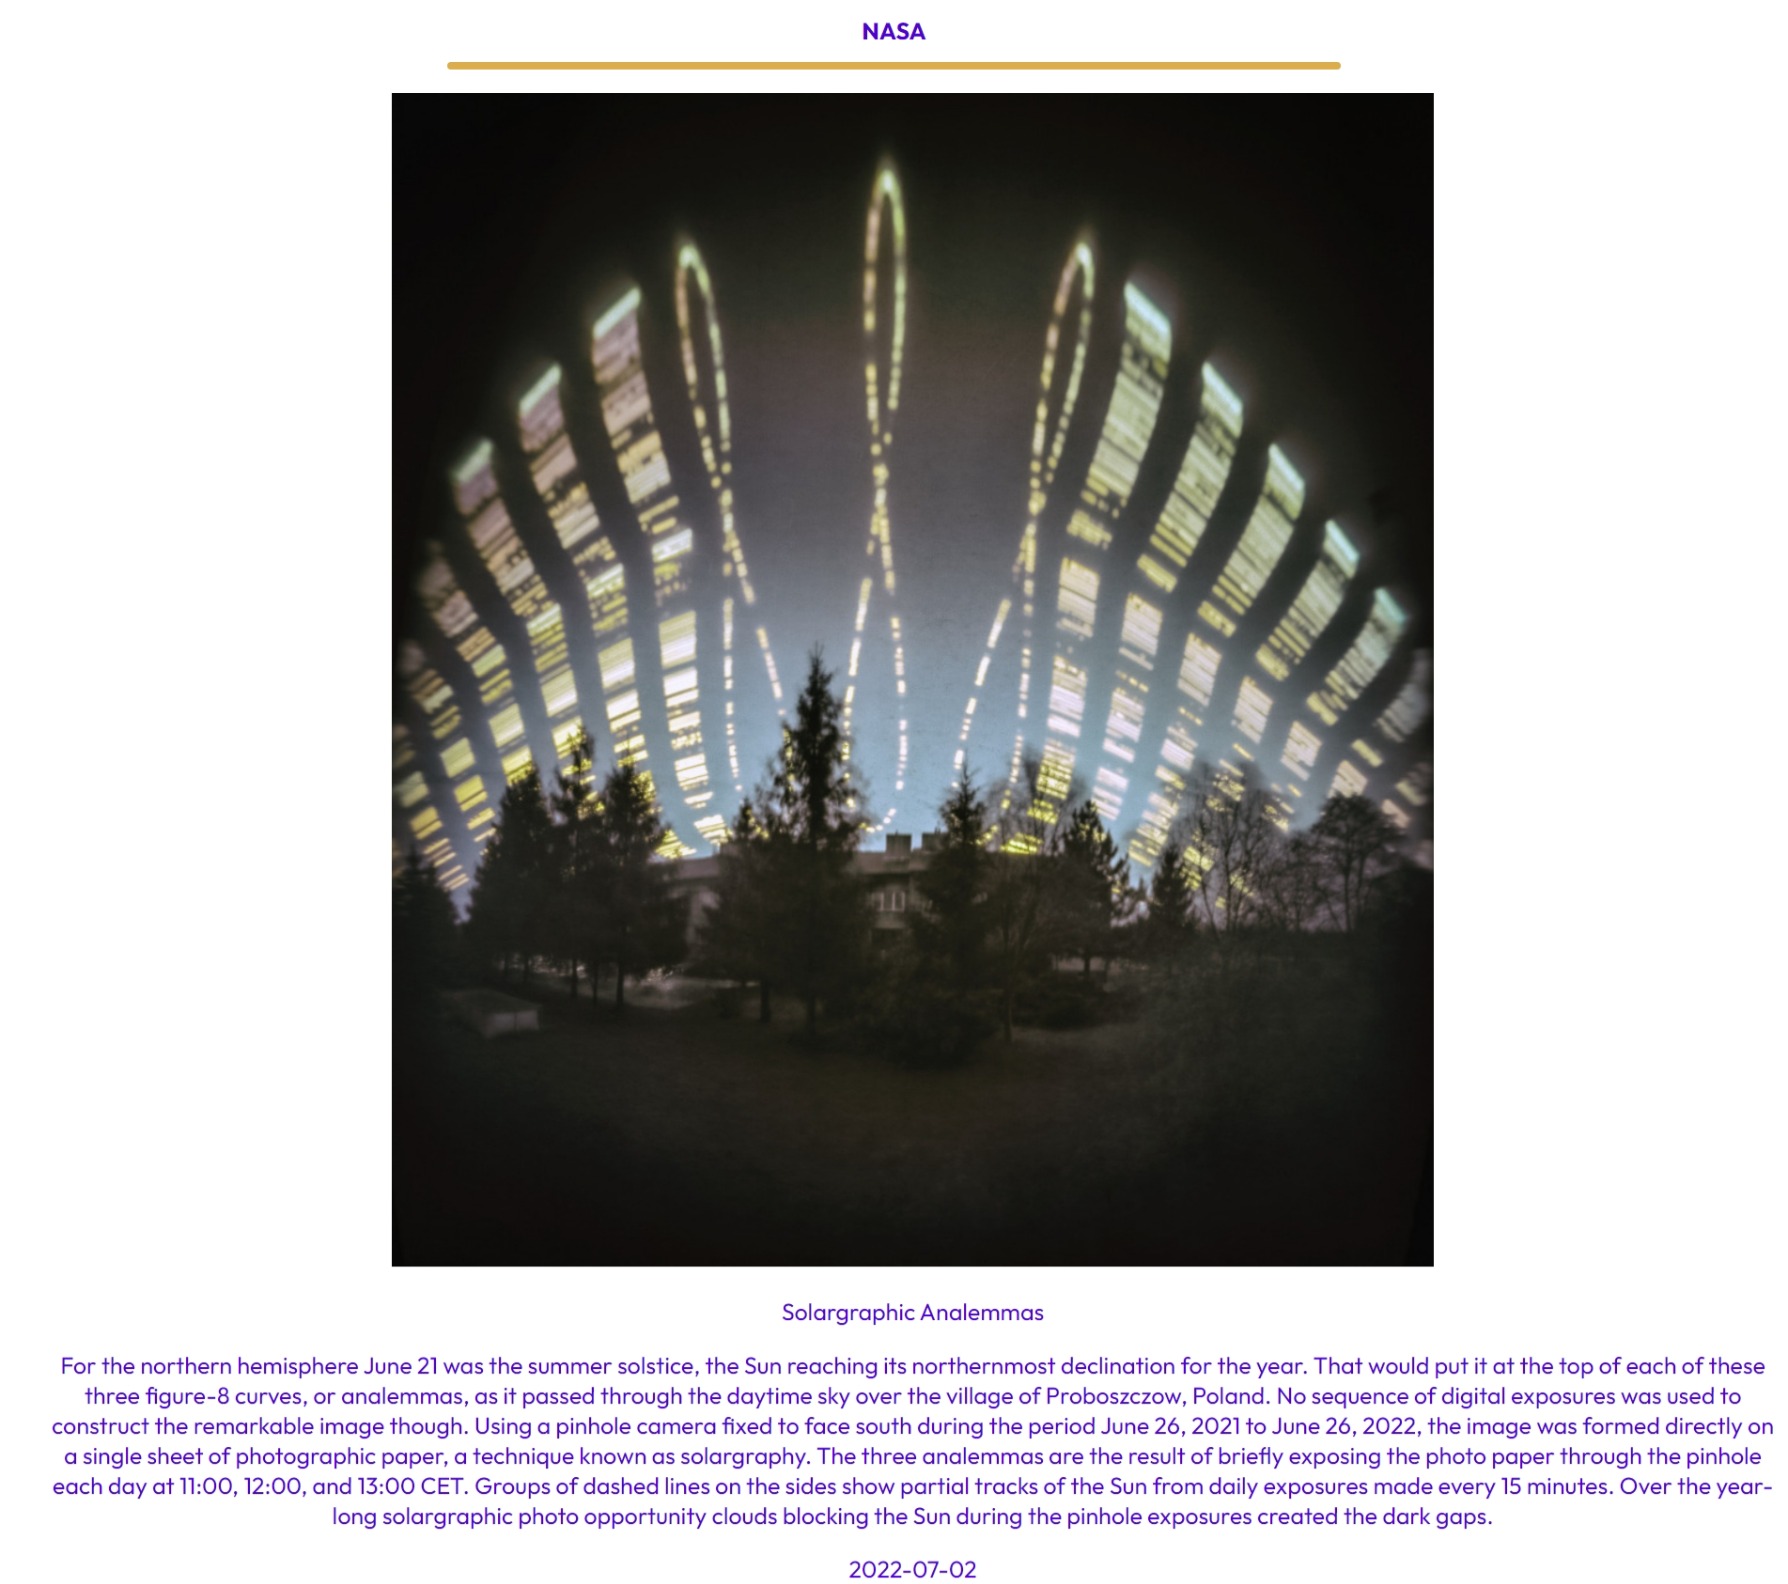 NASA
Solargraphic Analemmas
For the northern hemisphere June 21 was the summer solstice, the Sun reaching its northernmost declination for the year. That would put it at the top of each of these
three figure-8 curves, or analemmas, as it passed through the daytime sky over the village of Proboszczow, Poland. No sequence of digital exposures was used to
construct the remarkable image though. Using a pinhole camera fixed to face south during the period June 26, 2021 to June 26, 2022, the image was formed directly on
a single sheet of photographic paper, a technique known as solargraphy. The three analemmas are the result of briefly exposing the photo paper through the pinhole
each day at 11:00, 12:00, and 13:00 CET. Groups of dashed lines on the sides show partial tracks of the Sun from daily exposures made every 15 minutes. Over the year-
long solargraphic photo opportunity clouds blocking the Sun during the pinhole exposures created the dark gaps.
2022-07-02